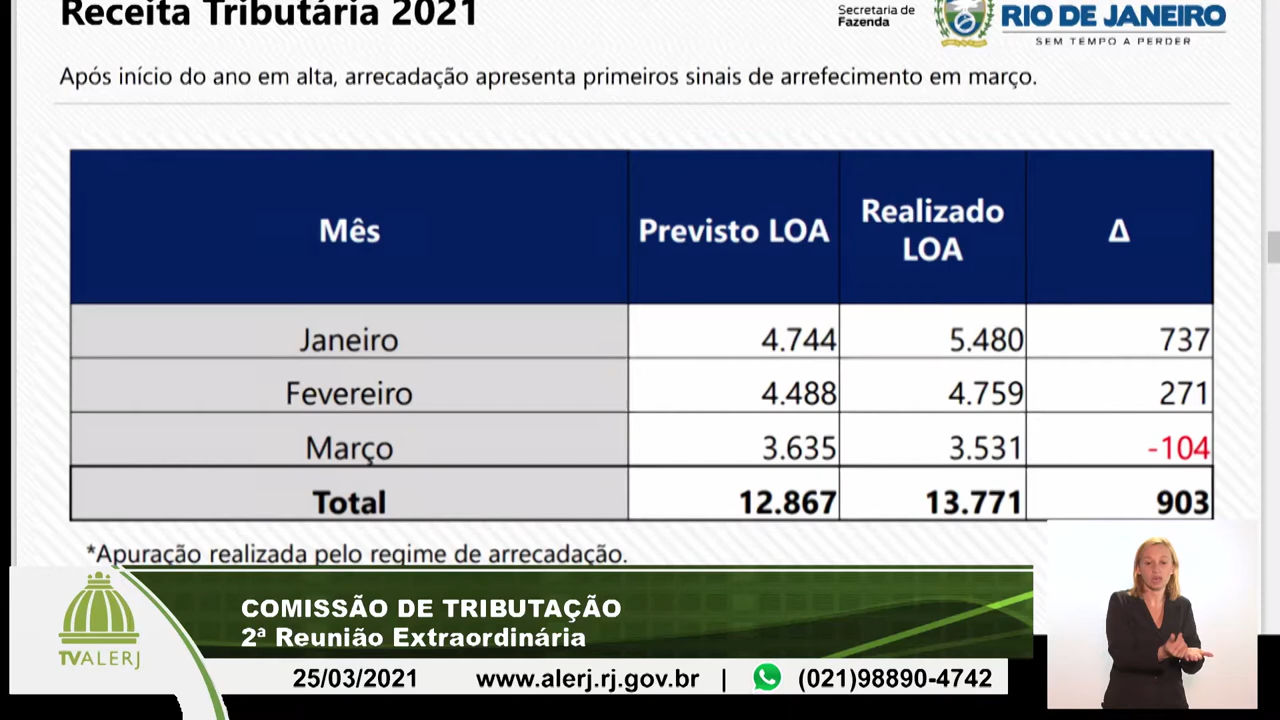 Receita Tributária 2021
Secretaria de
Fazenda
RIO DE JANEIRO
SEM TEMPO A PERDER
Após início do ano em alta, arrecadação apresenta primeiros sinais de arrefecimento em março.
Mês Previsto LOA Realizado LOA Δ
Janeiro 4.744 5.480 737
Fevereiro 4.488 4.759 271
Março 3.635 3.531 -104
Total 12.867 13.771 903
*Apuração realizada pelo regime de arrecadação.
COMISSÃO DE TRIBUTAÇÃO
2ª Reunião Extraordinária
TVALERJ
25/03/2021 www.alerj.rj.gov.br | (021)98890-4742